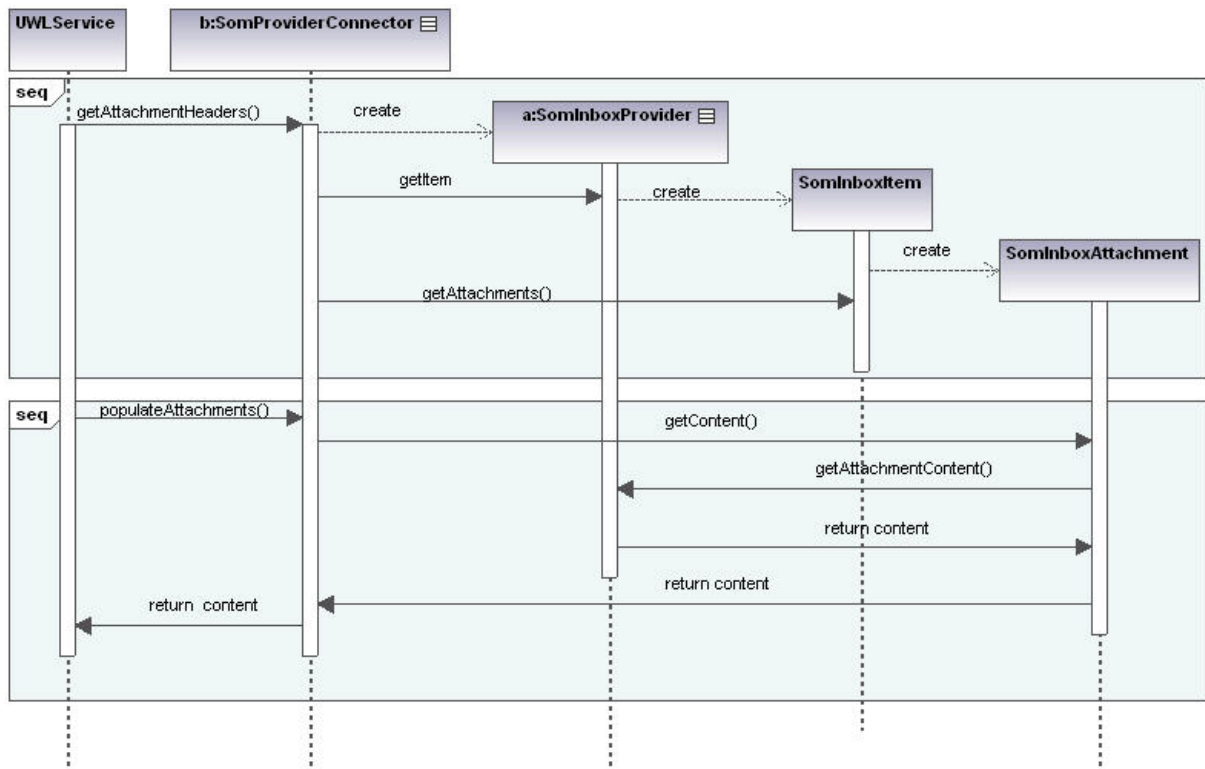 UWLService
b:SomProviderConnector
seq
getAttachmentHeaders()
create
a:SomInboxProvider
getItem
create
SomInboxItem
create
SomInboxAttachment
getAttachments()
seq
populateAttachments()
getContent()
getAttachmentContent()
return content
return content
return content